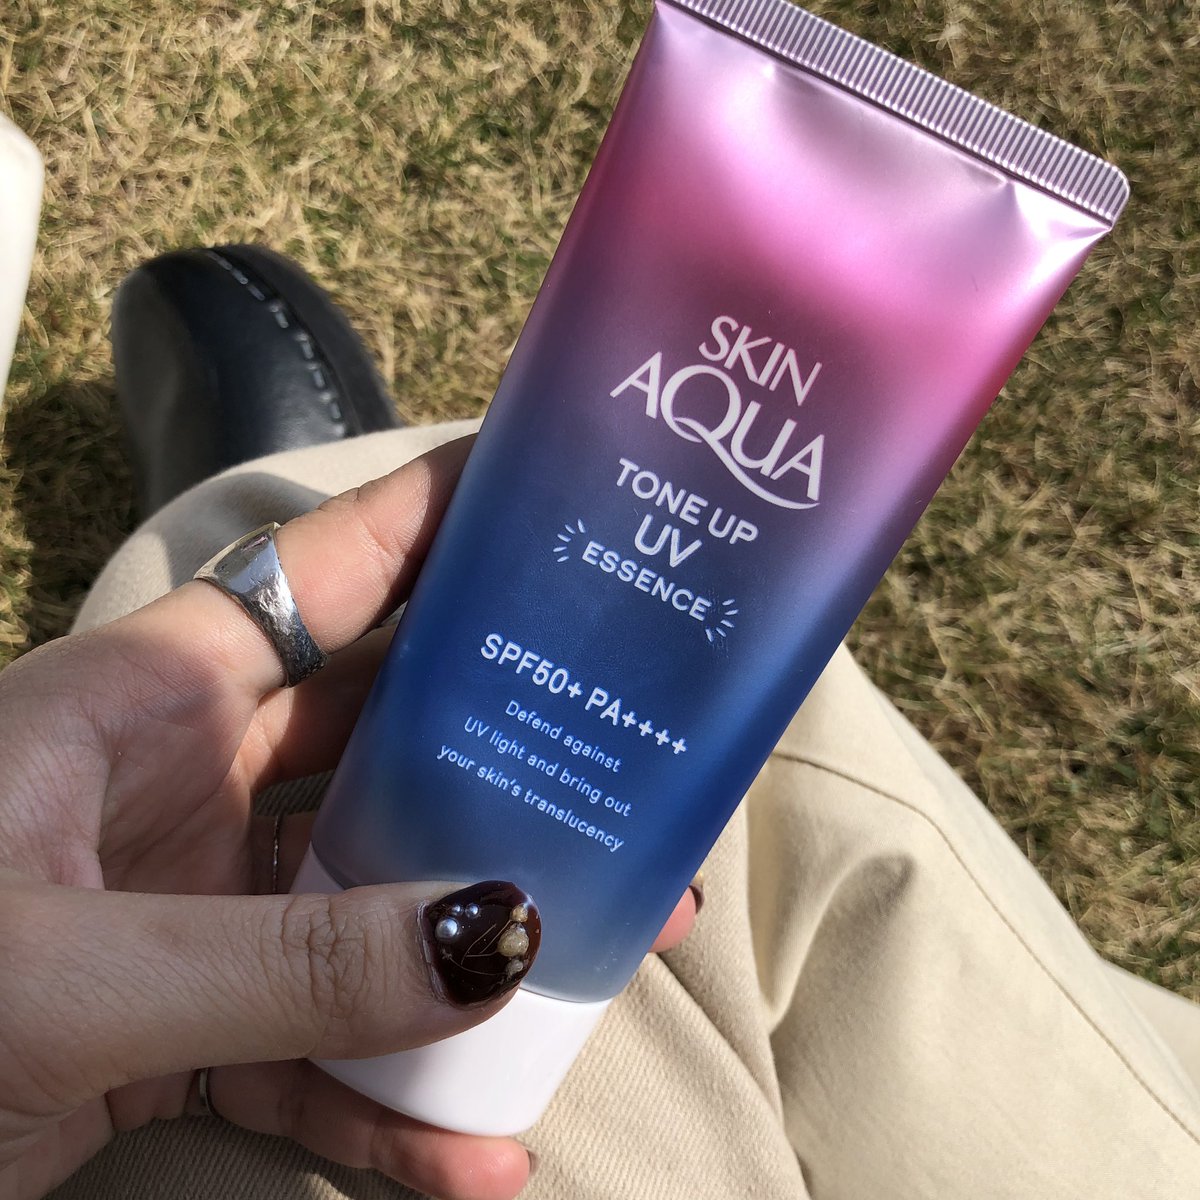 SKIN
AQUA
TONE UP
UV
ESSENCE
SPF50+ PA++++
Defend against
UV light and bring out
your skin's translucency